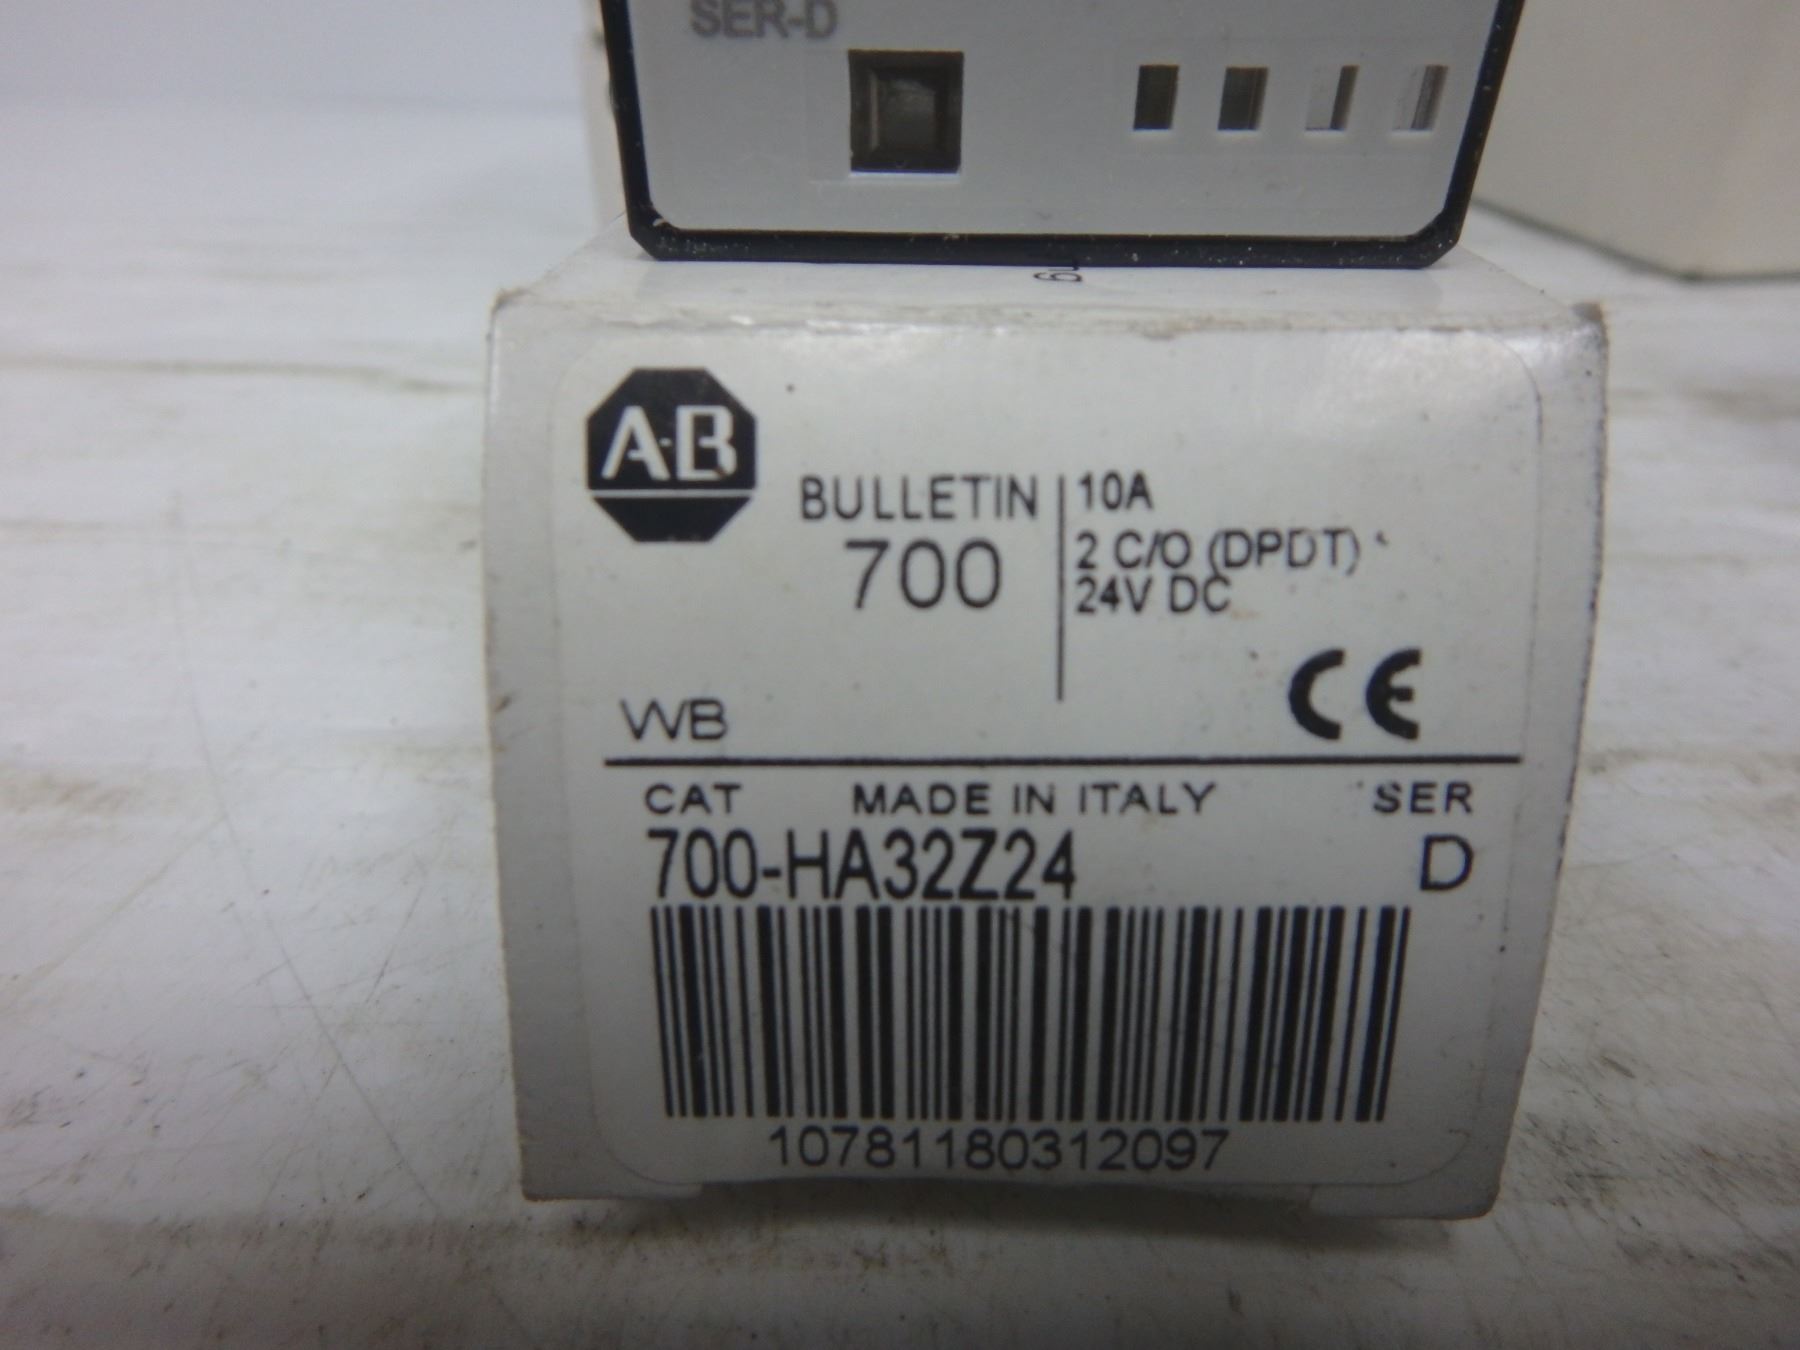 SER-D
A-B
BULLETIN
700
10A
2 C/O (DPDT)
24V DC
WB
CE
CAT MADE IN ITALY SER
700-HA32Z24 D
10781180312097